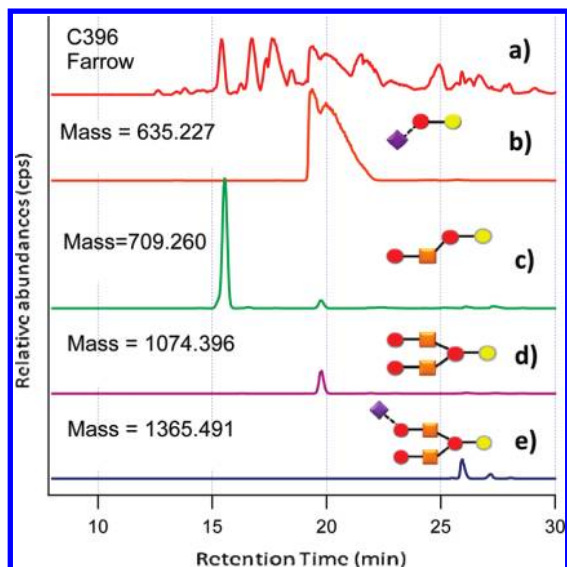 C396
Farrow
a)
Mass = 635.227
b)
Mass=709.260
c)
Mass = 1074.396
d)
Mass = 1365.491
e)
Relative abundances (cps)
10 15 20 25 30
Retention Time (min)